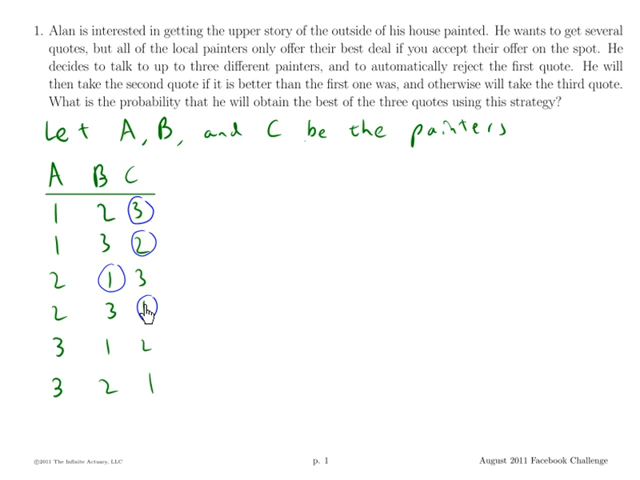 1. Alan is interested in getting the upper story of the outside of his house painted. He wants to get several
quotes, but all of the local painters only offer their best deal if you accept their offer on the spot. He
decides to talk to up to three different painters, and to automatically reject the first quote. He will
then take the second quote if it is better than the first one was, and otherwise will take the third quote.
What is the probability that he will obtain the best of the three quotes using this strategy?
Let A, B, and C be the painters
A B C
1 2 3
1 3 2
2 1 3
2 3
3 1 2
3 2 1
©2011 The Infinite Actuary, LLC p. 1 August 2011 Facebook Challenge